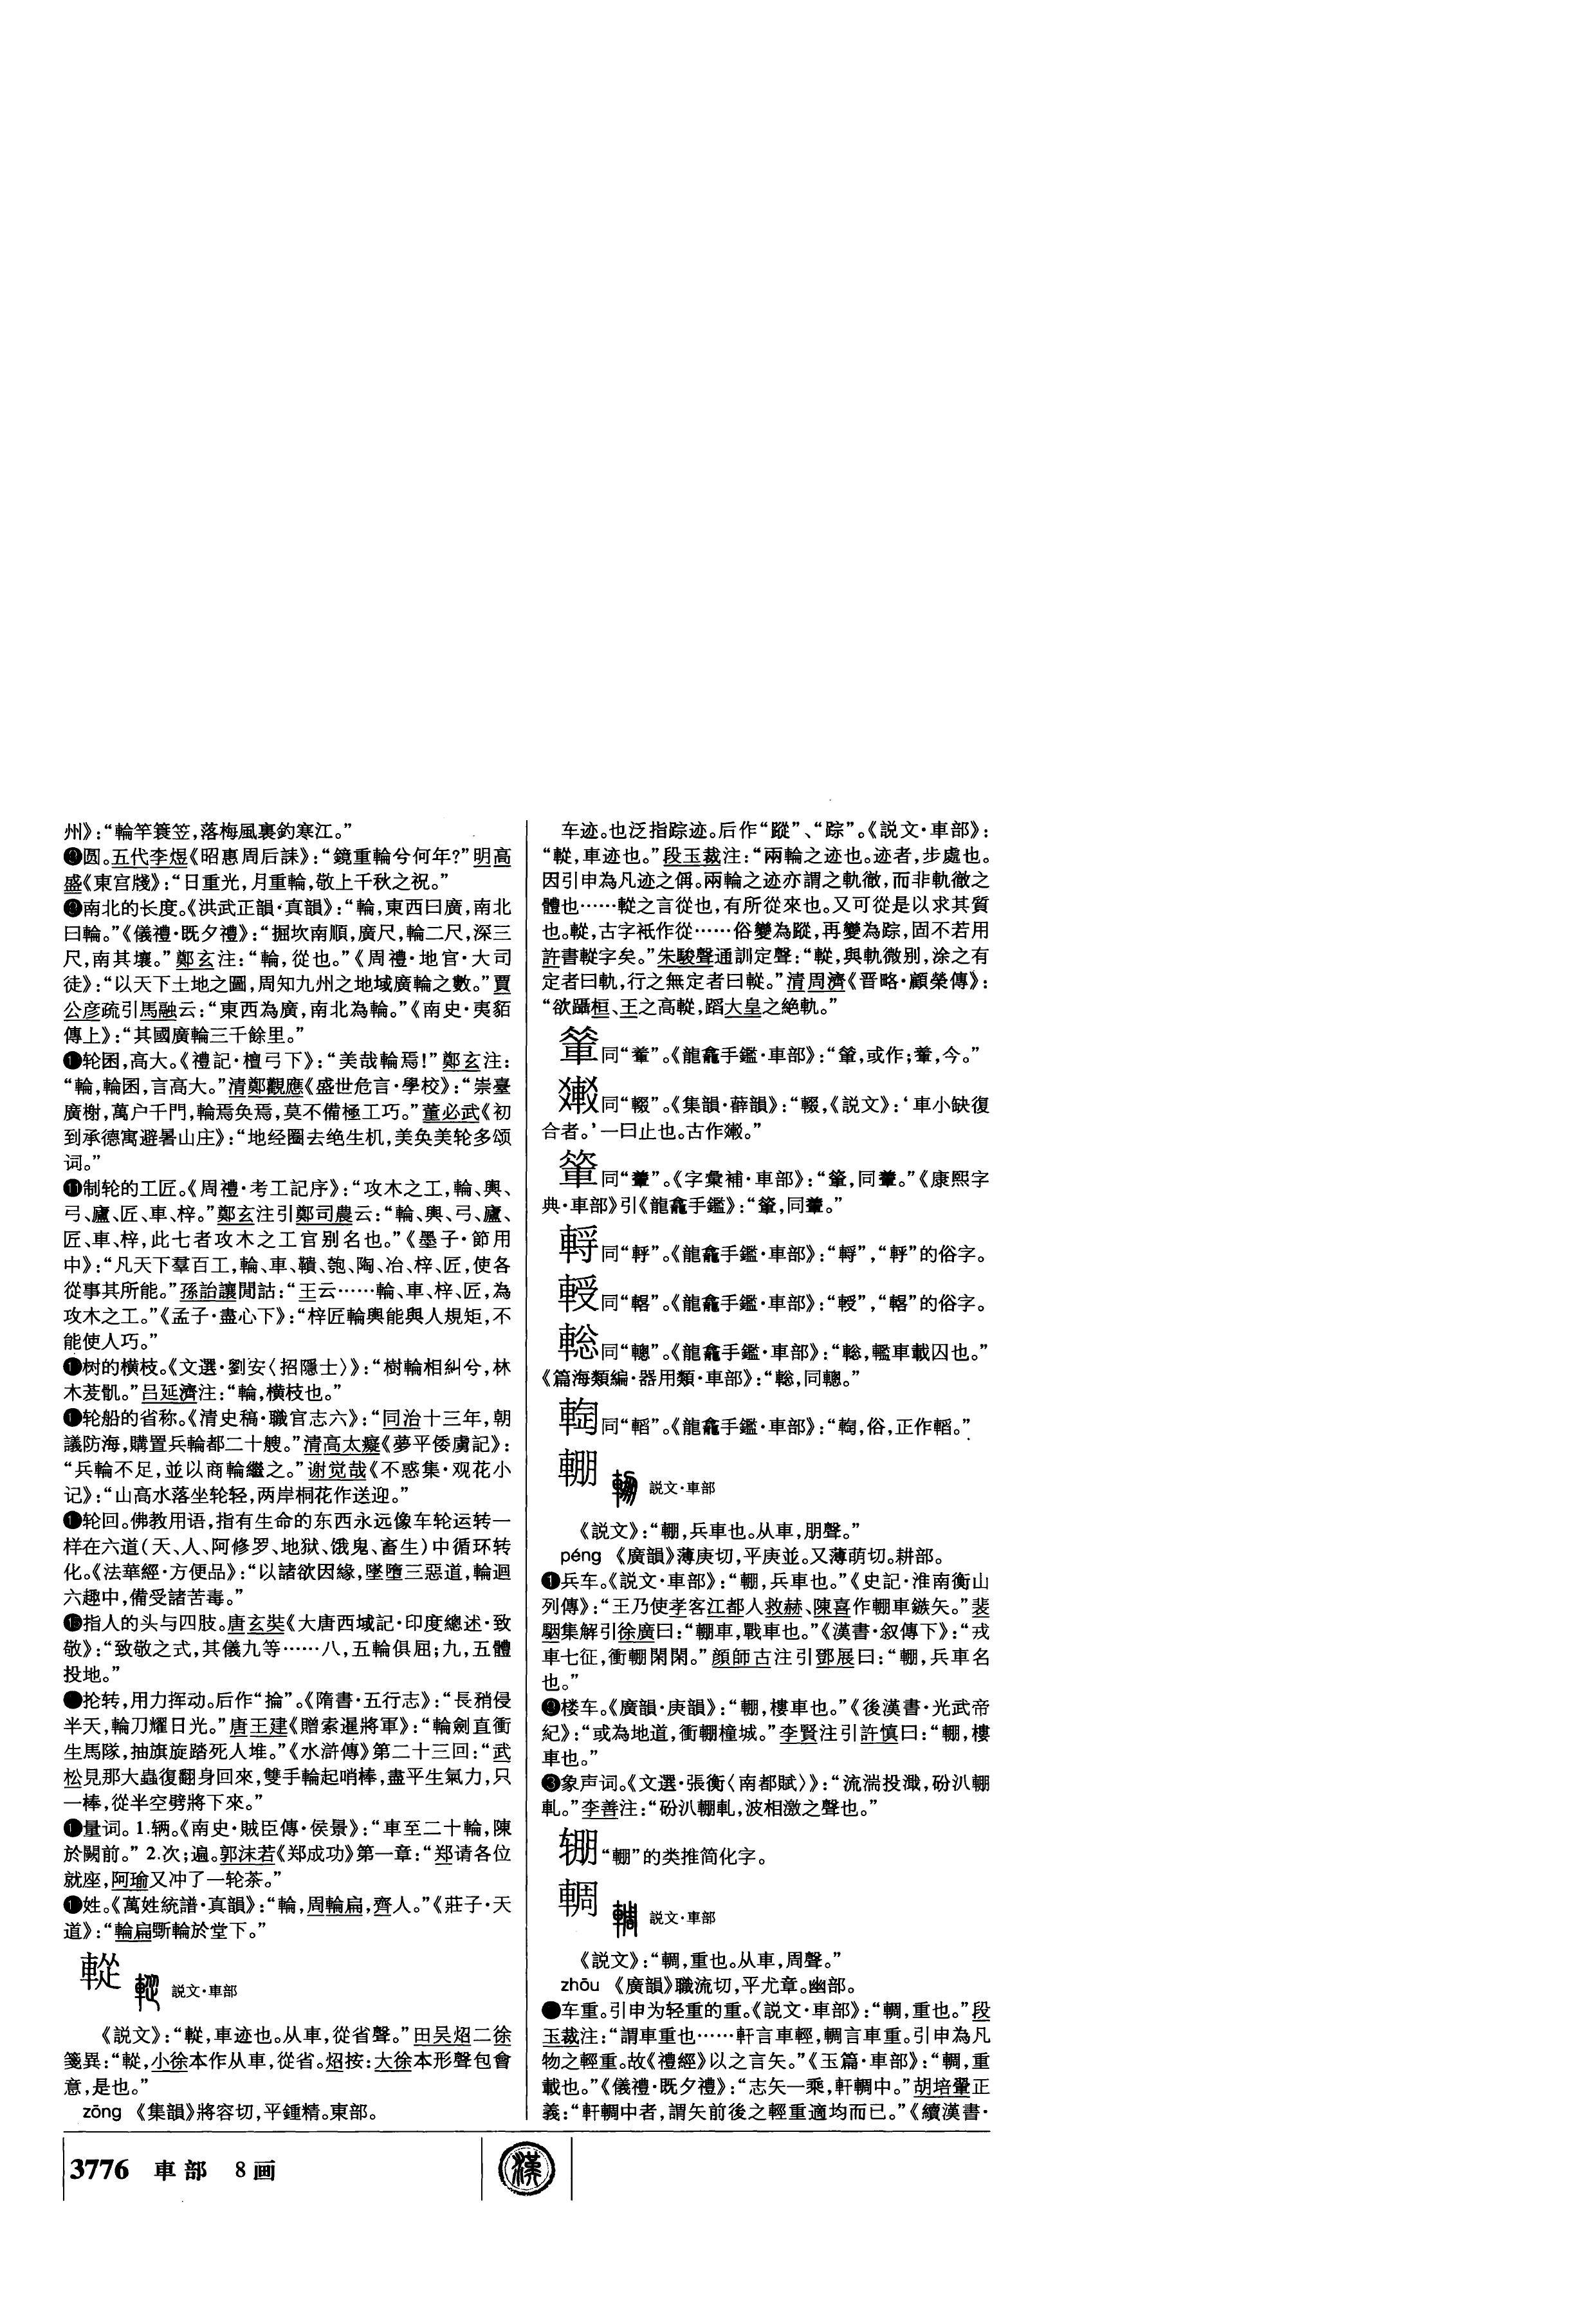 州》：“輪竿簑笠，落梅風裏釣寒江。”
圆。五代李煜《昭惠周后誄》：“鏡重輪兮何年？”明高
盛《東宫牋》：“日重光，月重輪，敬上千秋之祝。”
南北的长度。《洪武正韻·真韻》：“輪，東西曰廣，南北
曰輪。”《儀禮·既夕禮》：“掘坎南順，廣尺，輪二尺，深三
尺，南其壤。”鄭玄注：“輪，從也。”《周禮·地官·大司
徒》：“以天下土地之圖，周知九州之地域廣輪之數。”賈
公彦疏引馬融云：“東西為廣，南北為輪。”《南史·夷貊
傳上》：“其國廣輪三千餘里。”
轮囷，高大。《禮記·檀弓下》：“美哉輪焉！”鄭玄注：
“輪，輪囷，言高大。”清鄭觀應《盛世危言·學校》：“崇臺
廣榭，萬户千門，輪焉奂焉，莫不備極工巧。”董必武《初
到承德寓避暑山庄》：“地经圈去绝生机，美奂美轮多颂
词。”
⓫制轮的工匠。《周禮·考工記序》：“攻木之工，輪、輿、
弓、廬、匠、車、梓。”鄭玄注引鄭司農云：“輪、輿、弓、廬、
匠、車、梓，此七者攻木之工官别名也。”《墨子·節用
中》：“凡天下羣百工，輪、車、鞼、匏、陶、冶、梓、匠，使各
從事其所能。”孫詒讓閒詁：“王云……輪、車、梓、匠，為
攻木之工。”《孟子·盡心下》：“梓匠輪輿能與人規矩，不
能使人巧。”
树的横枝。《文選·劉安〈招隱士〉》：“樹輪相糾兮，林
木茇骫。”吕延濟注：“輪，横枝也。”
轮船的省称。《清史稿·職官志六》：“同治十三年，朝
議防海，購置兵輪都二十艘。”清高太癡《夢平倭虜記》：
“兵輪不足，並以商輪繼之。”谢觉哉《不惑集·观花小
记》：“山高水落坐轮轻，两岸桐花作送迎。”
轮回。佛教用语，指有生命的东西永远像车轮运转一
样在六道（天、人、阿修罗、地狱、饿鬼、畜生）中循环转
化。《法華經·方便品》：“以諸欲因緣，墜墮三惡道，輪迴
六趣中，備受諸苦毒。”
⓯指人的头与四肢。唐玄奘《大唐西域記·印度總述·致
敬》：“致敬之式，其儀九等……八，五輪俱屈；九，五體
投地。”
抡转，用力挥动。后作“掄”。《隋書·五行志》：“長矟侵
半天，輪刀耀日光。”唐王建《贈索暹將軍》：“輪劍直衝
生馬隊，抽旗旋踏死人堆。”《水滸傳》第二十三回：“武
松見那大蟲復翻身回來，雙手輪起哨棒，盡平生氣力，只
一棒，從半空劈將下來。”
量词。1.辆。《南史·賊臣傳·侯景》：“車至二十輪，陳
於闕前。”2.次；遍。郭沫若《郑成功》第一章：“郑请各位
就座，阿瑜又冲了一轮茶。”
姓。《萬姓統譜·真韻》：“輪，周輪扁，齊人。”《莊子·天
道》：“輪扁斲輪於堂下。”
䡮 説文·車部
《説文》：“䡮，车迹也。从車，從省聲。”田吴炤二徐
箋異：“䡮，小徐本作从車，從省。炤按：大徐本形聲包會
意，是也。”
zōng 《集韻》將容切，平鍾精。東部。
车迹。也泛指踪迹。后作“蹤”、“踪”。《説文·車部》：
“䡮，車迹也。”段玉裁注：“兩輪之迹也。迹者，步處也。
因引申為凡迹之偁。兩輪之迹亦謂之軌徹，而非軌徹之
體也……䡮之言從也，有所從來也。又可從是以求其質
也。䡮，古字衹作從……俗變為蹤，再變為踪，固不若用
許書䡮字矣。”朱駿聲通訓定聲：“䡮，與軌微别，涂之有
定者曰軌，行之無定者曰䡮。”清周濟《晋略·顧榮傳》：
“欲躡桓、王之高䡮，蹈大皇之絶軌。”
同“輂”。《龍龕手鑑·車部》：“，或作；輂，今。”
同“輟”。《集韻·薜韻》：“輟，《説文》：‘車小缺復
合者。’一曰止也。古作。”
同“輦”。《字彙補·車部》：“，同輦。”《康熙字
典·車部》引《龍龕手鑑》：“，同輦。”
同“軤”。《龍龕手鑑·車部》：“”，“軤”的俗字。
同“輅”。《龍龕手鑑·車部》：“”，“輅”的俗字。
同“轗”。《龍龕手鑑·車部》：“，轞車載囚也。”
《篇海類編·器用類·車部》：“，同。”
同“轁”。《龍龕手鑑·車部》：“，俗，正作轁。”
輣 説文·車部
《説文》：“輣，兵車也。从車，朋聲。”
péng 《廣韻》薄庚切，平庚並。又薄萌切。耕部。
❶兵车。《説文·車部》：“輣，兵車也。”《史記·淮南衡山
列傳》：“王乃使孝客江都人救赫、陳喜作輣車鏃矢。”裴
駰集解引徐廣曰：“輣車，戰車也。”《漢書·叙傳下》：“戎
車七征，衝輣閑閑。”顔師古注引鄧展曰：“輣，兵車名
也。”
❷楼车。《廣韻·庚韻》：“輣，樓車也。”《後漢書·光武帝
紀》：“或為地道，衝輣橦城。”李賢注引許慎曰：“輣，樓
車也。”
❸象声词。《文選·張衡〈南都賦〉》：“流湍投濈，砏汃輣
軋。”李善注：“砏汃輣軋，波相激之聲也。”
“輣”的类推简化字。
輖 説文·車部
《説文》：“輖，重也。从車，周聲。”
zhōu 《廣韻》職流切，平尤章。幽部。
车重。引申为轻重的重。《説文·車部》：“輖，重也。”段
玉裁注：“謂車重也……軒言車輕，輖言車重。引申為凡
物之輕重。故《禮經》以之言矢。”《玉篇·車部》：“輖，重
載也。”《儀禮·既夕禮》：“志矢一乘，軒輖中。”胡培翬正
義：“軒輖中者，謂矢前後之輕重適均而已。”《續漢書·
3776 車部 8画
漢